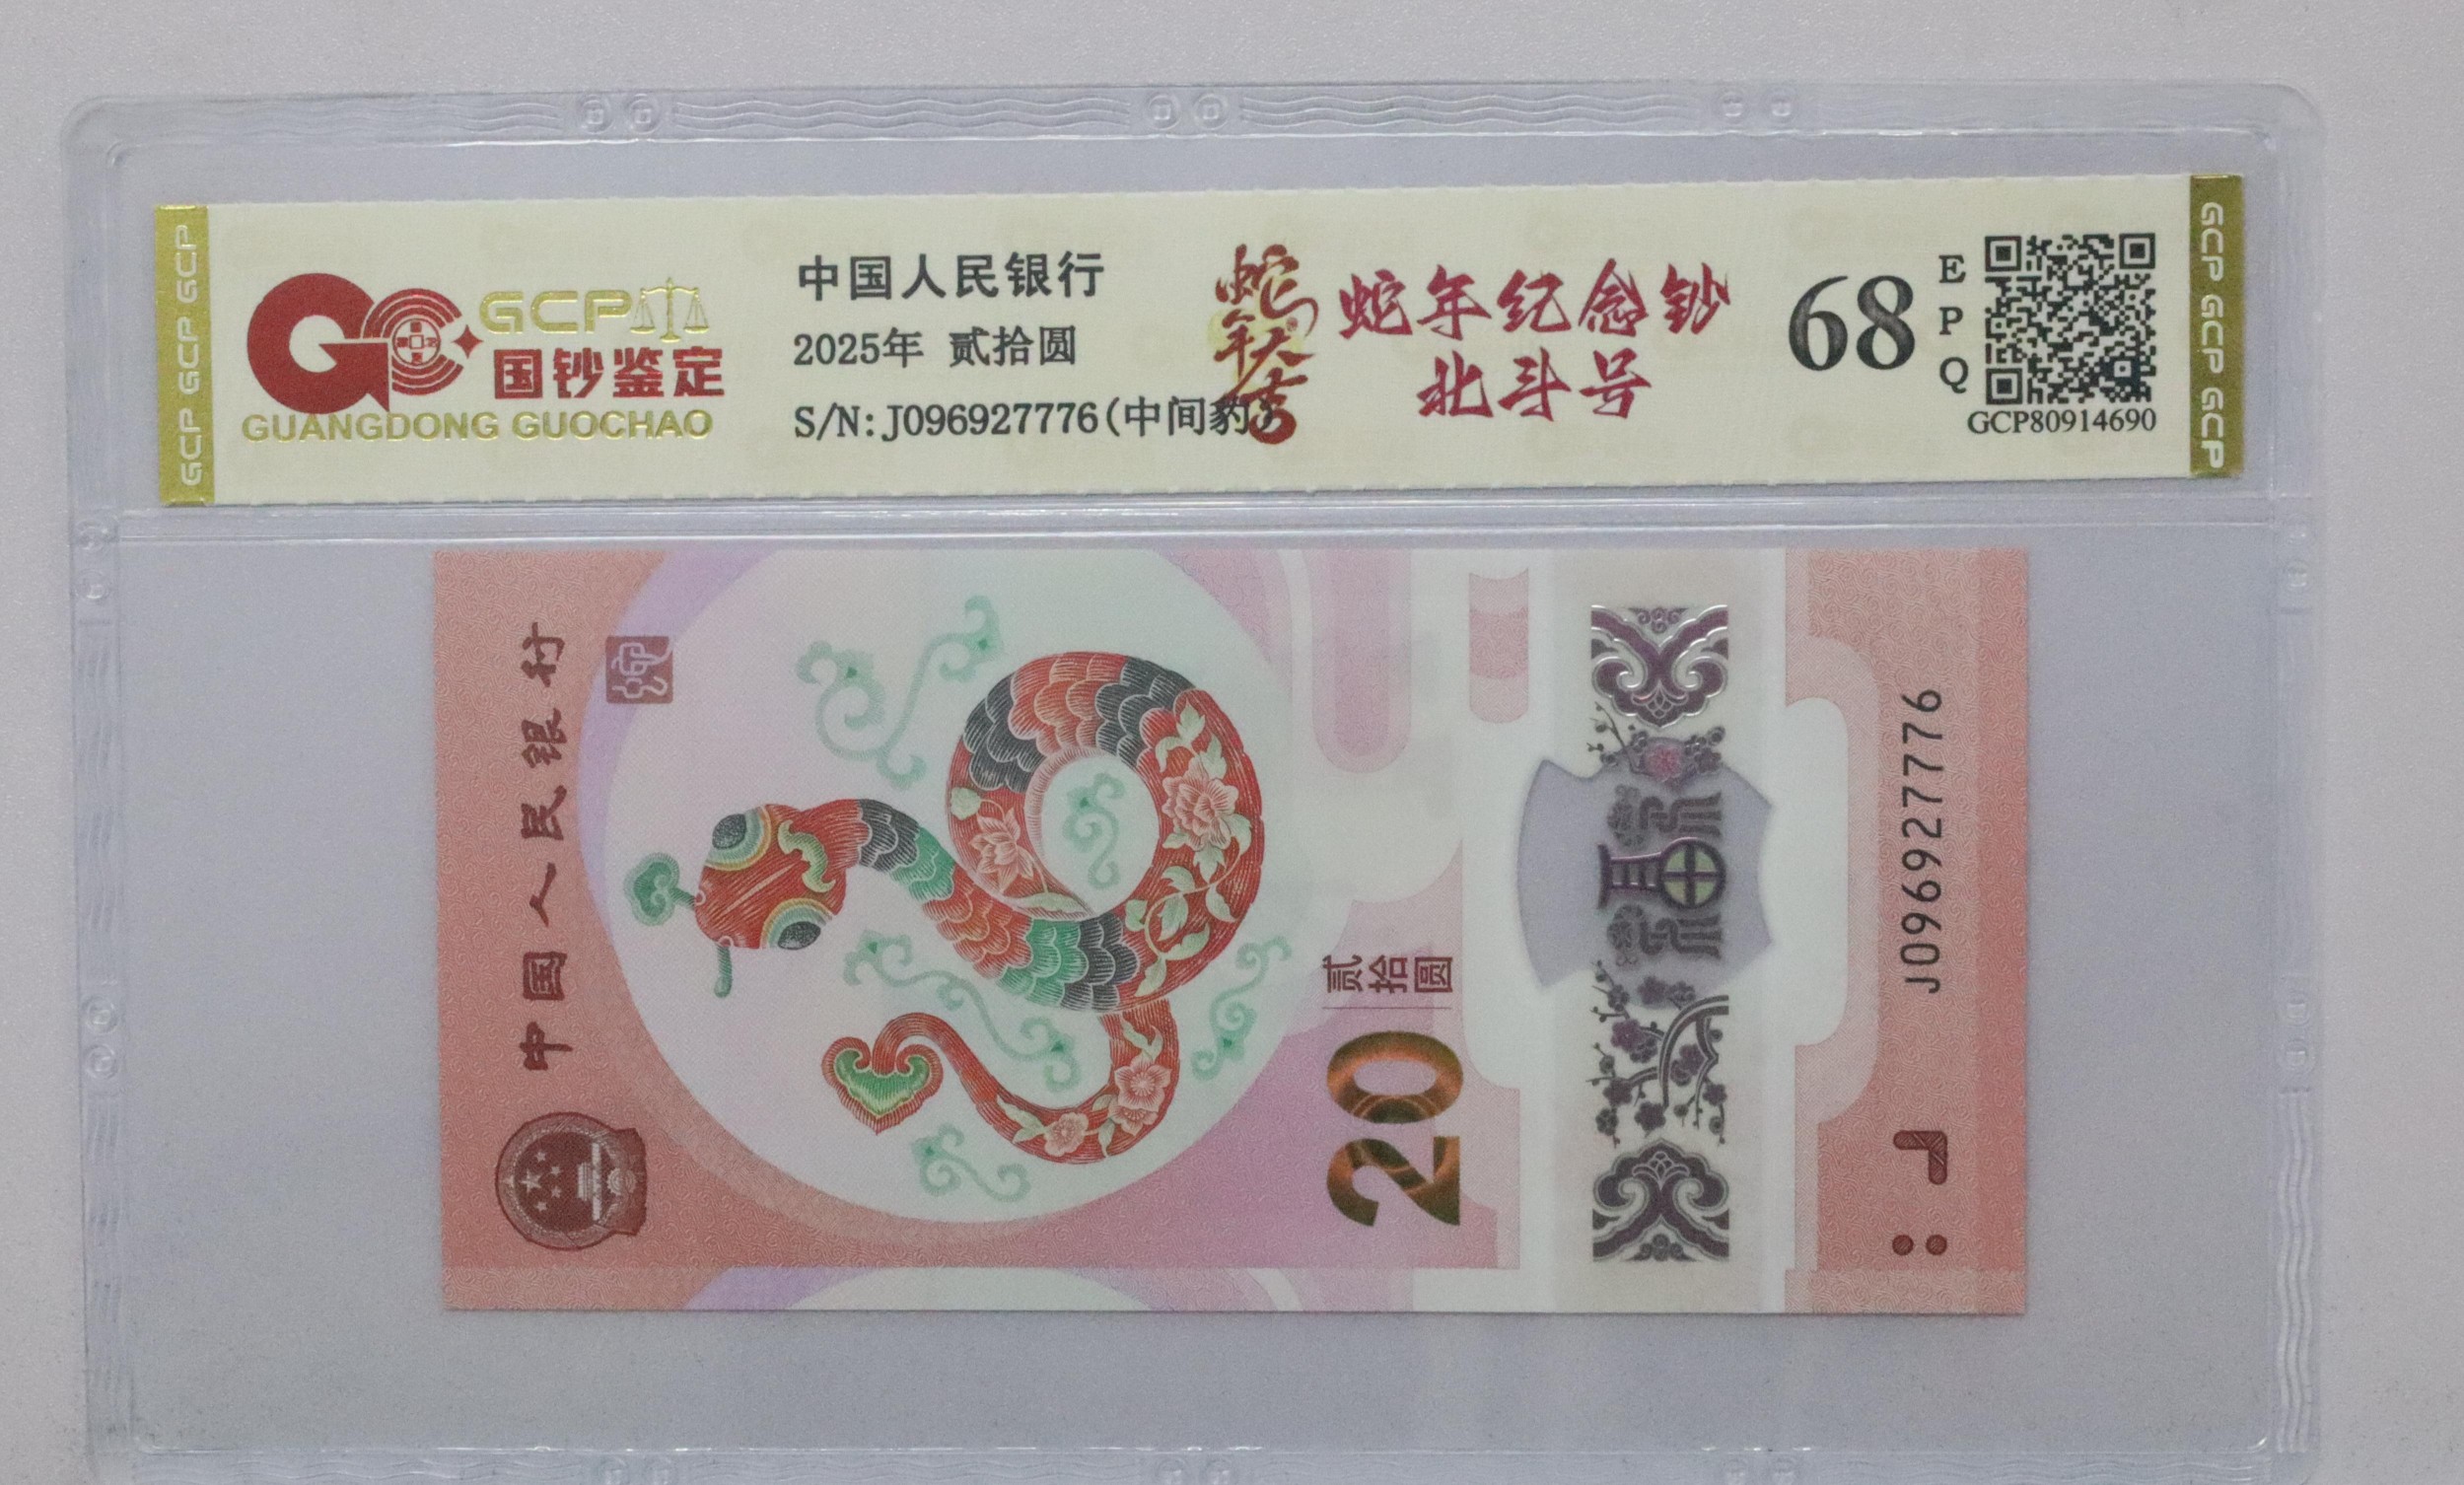 GCP GCP GCP
GCP
国钞鉴定
GUANGDONG GUOCHAO
中国人民银行
2025年 贰拾圆
S/N:J096927776(中间豹)
蛇年大吉
蛇年纪念钞
北斗号
68
EPQ
GCP80914690
GCP GCP GCP
中国人民银行
贰拾圆
20
福
J096927776